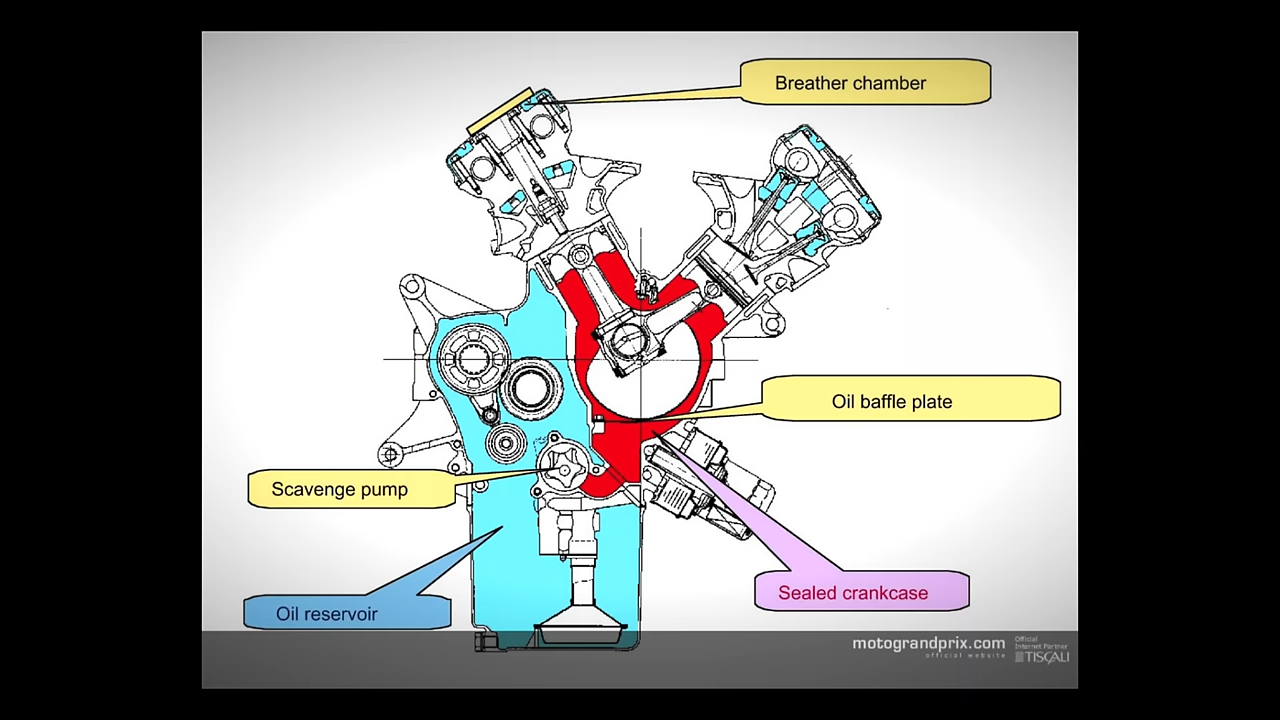 Breather chamber
Oil baffle plate
Scavenge pump
Sealed crankcase
Oil reservoir
motograndprix.com
official website
Official
Internet Partner
TISCALI